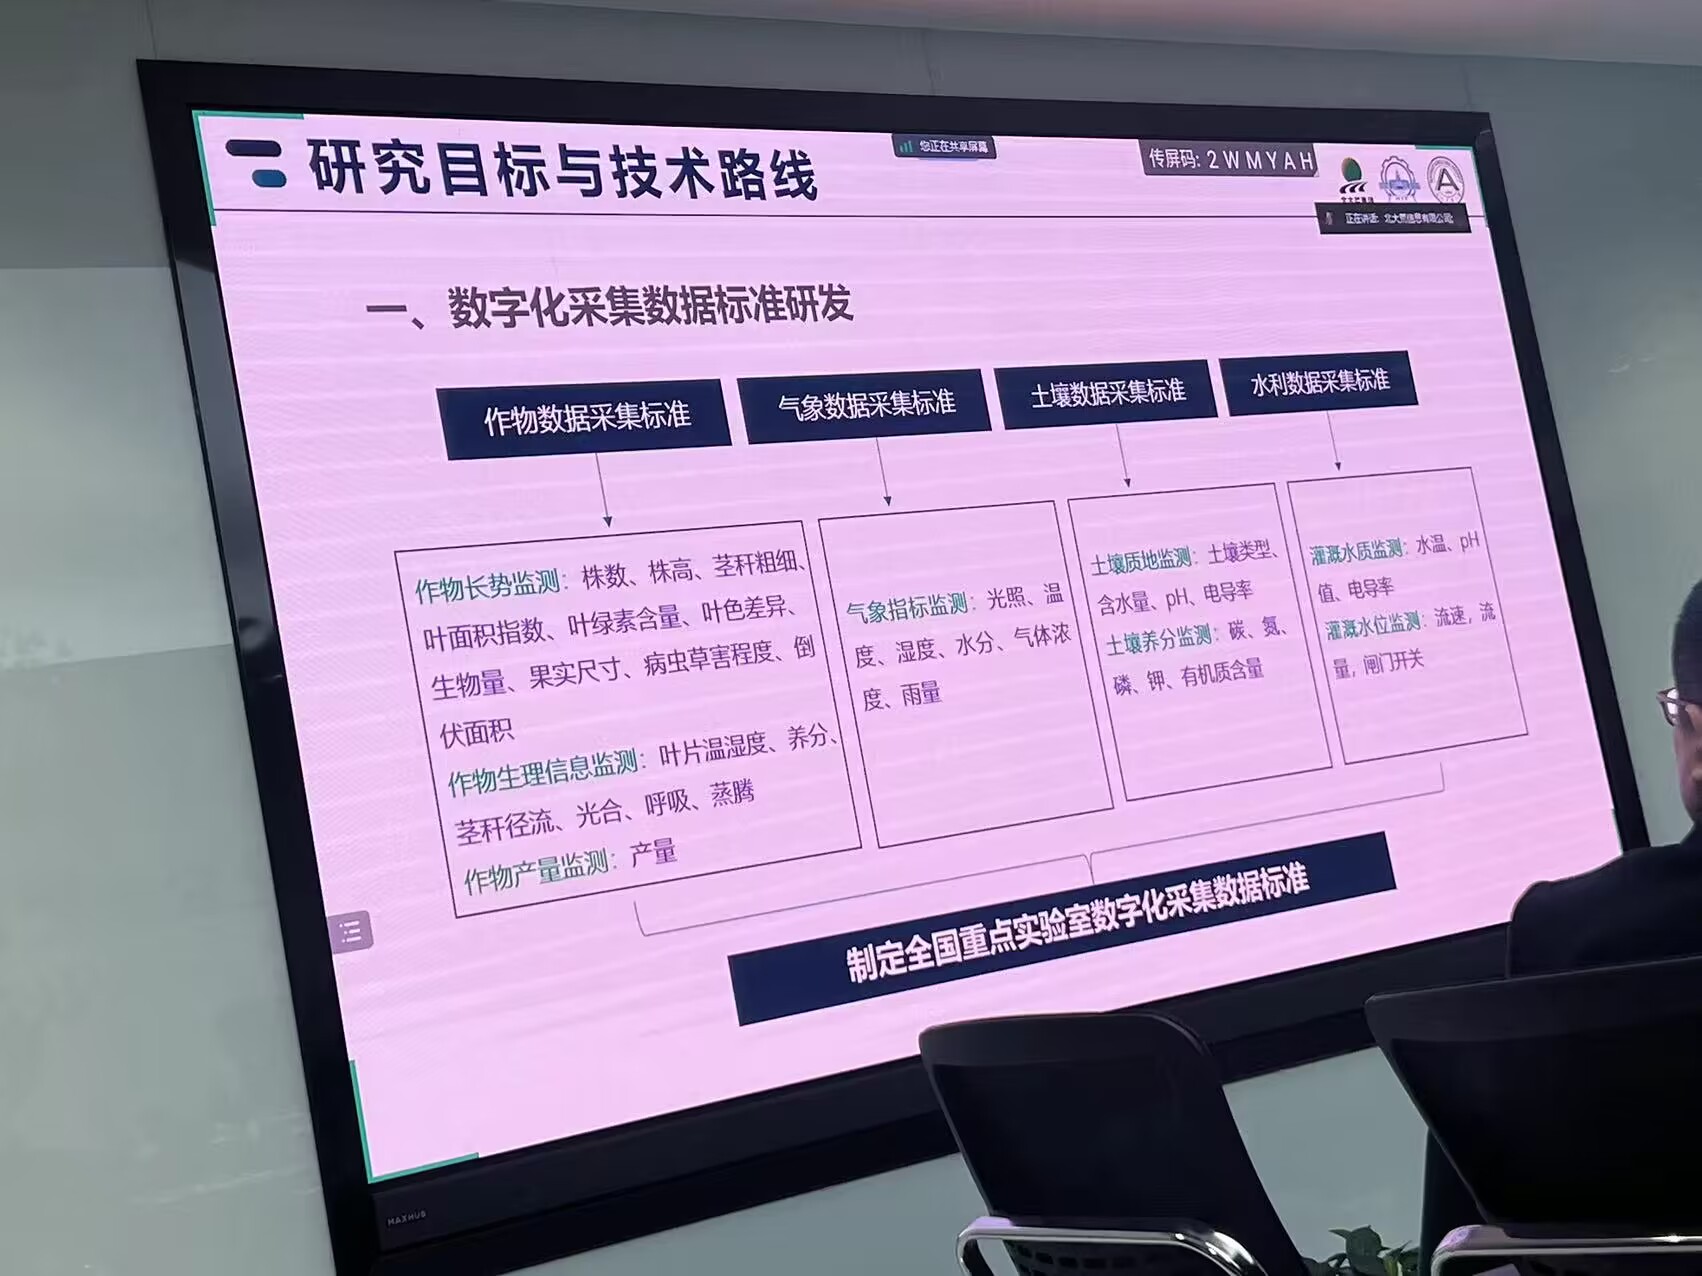 研究目标与技术路线
您正在共享屏幕
传屏码: 2WMYAH
一、数字化采集数据标准研发
作物数据采集标准
气象数据采集标准
土壤数据采集标准
水利数据采集标准
作物长势监测：株数、株高、茎秆粗细、
叶面积指数、叶绿素含量、叶色差异、
生物量、果实尺寸、病虫草害程度、倒
伏面积
作物生理信息监测：叶片温湿度、养分、
茎秆径流、光合、呼吸、蒸腾
作物产量监测：产量
气象指标监测：光照、温
度、湿度、水分、气体浓
度、雨量
土壤质地监测：土壤类型、
含水量、pH、电导率
土壤养分监测：碳、氮、
磷、钾、有机质含量
灌溉水质监测：水温、pH
值、电导率
灌溉水位监测：流速，流
量，闸门开关
制定全国重点实验室数字化采集数据标准
MAXHUB